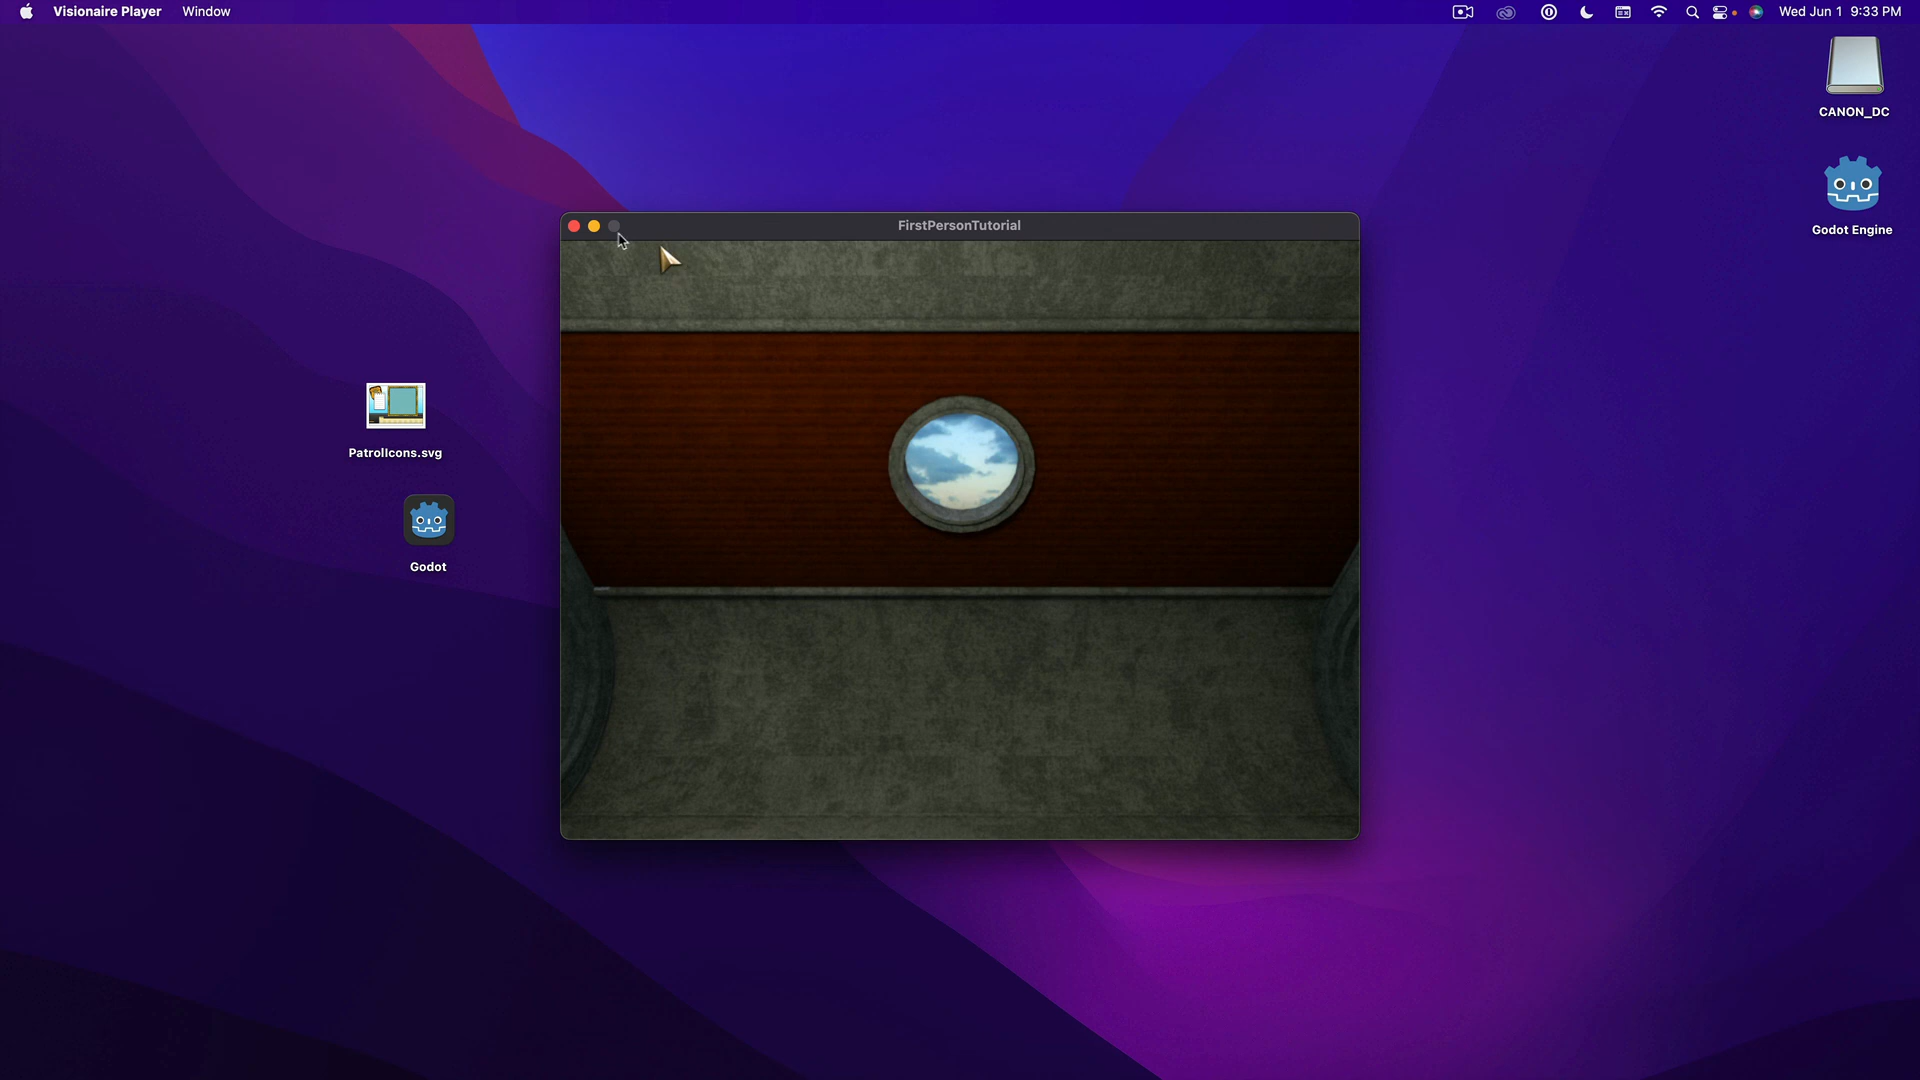 Visionaire Player Window
Wed Jun 1 9:33 PM
CANON_DC
Godot Engine
FirstPersonTutorial
PatrolIcons.svg
Godot